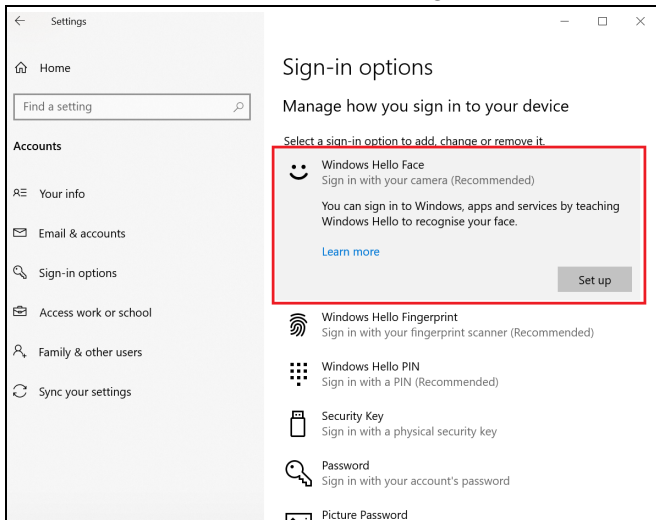 Settings
Home
Find a setting
Accounts
Your info
Email & accounts
Sign-in options
Access work or school
Family & other users
Sync your settings
Sign-in options
Manage how you sign in to your device
Select a sign-in option to add, change or remove it.
Windows Hello Face
Sign in with your camera (Recommended)
You can sign in to Windows, apps and services by teaching
Windows Hello to recognise your face.
Learn more
Set up
Windows Hello Fingerprint
Sign in with your fingerprint scanner (Recommended)
Windows Hello PIN
Sign in with a PIN (Recommended)
Security Key
Sign in with a physical security key
Password
Sign in with your account's password
Picture Password